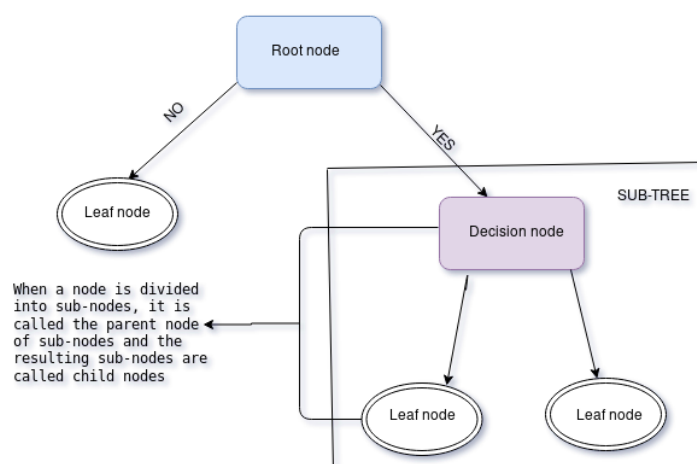 Root node
NO
YES
SUB-TREE
Leaf node
Decision node
When a node is divided
into sub-nodes, it is
called the parent node
of sub-nodes and the
resulting sub-nodes are
called child nodes
Leaf node
Leaf node